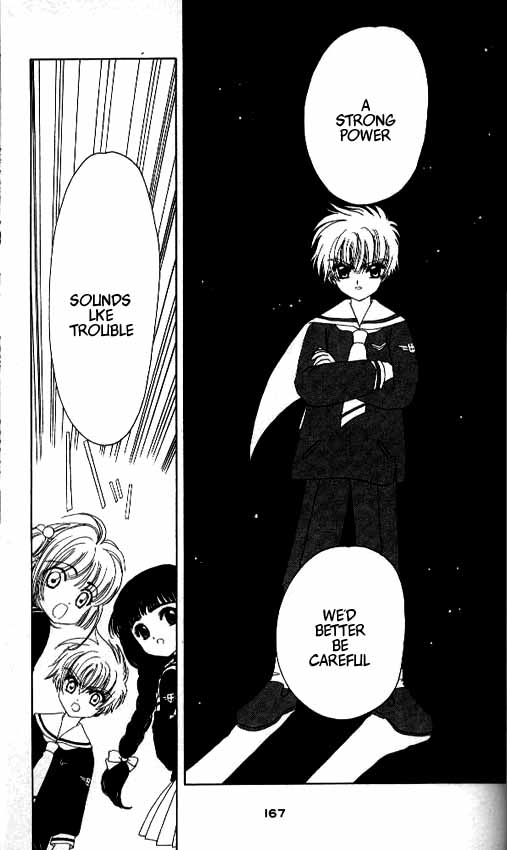 A
STRONG
POWER
WE'D
BETTER
BE
CAREFUL
SOUNDS
LKE
TROUBLE
167